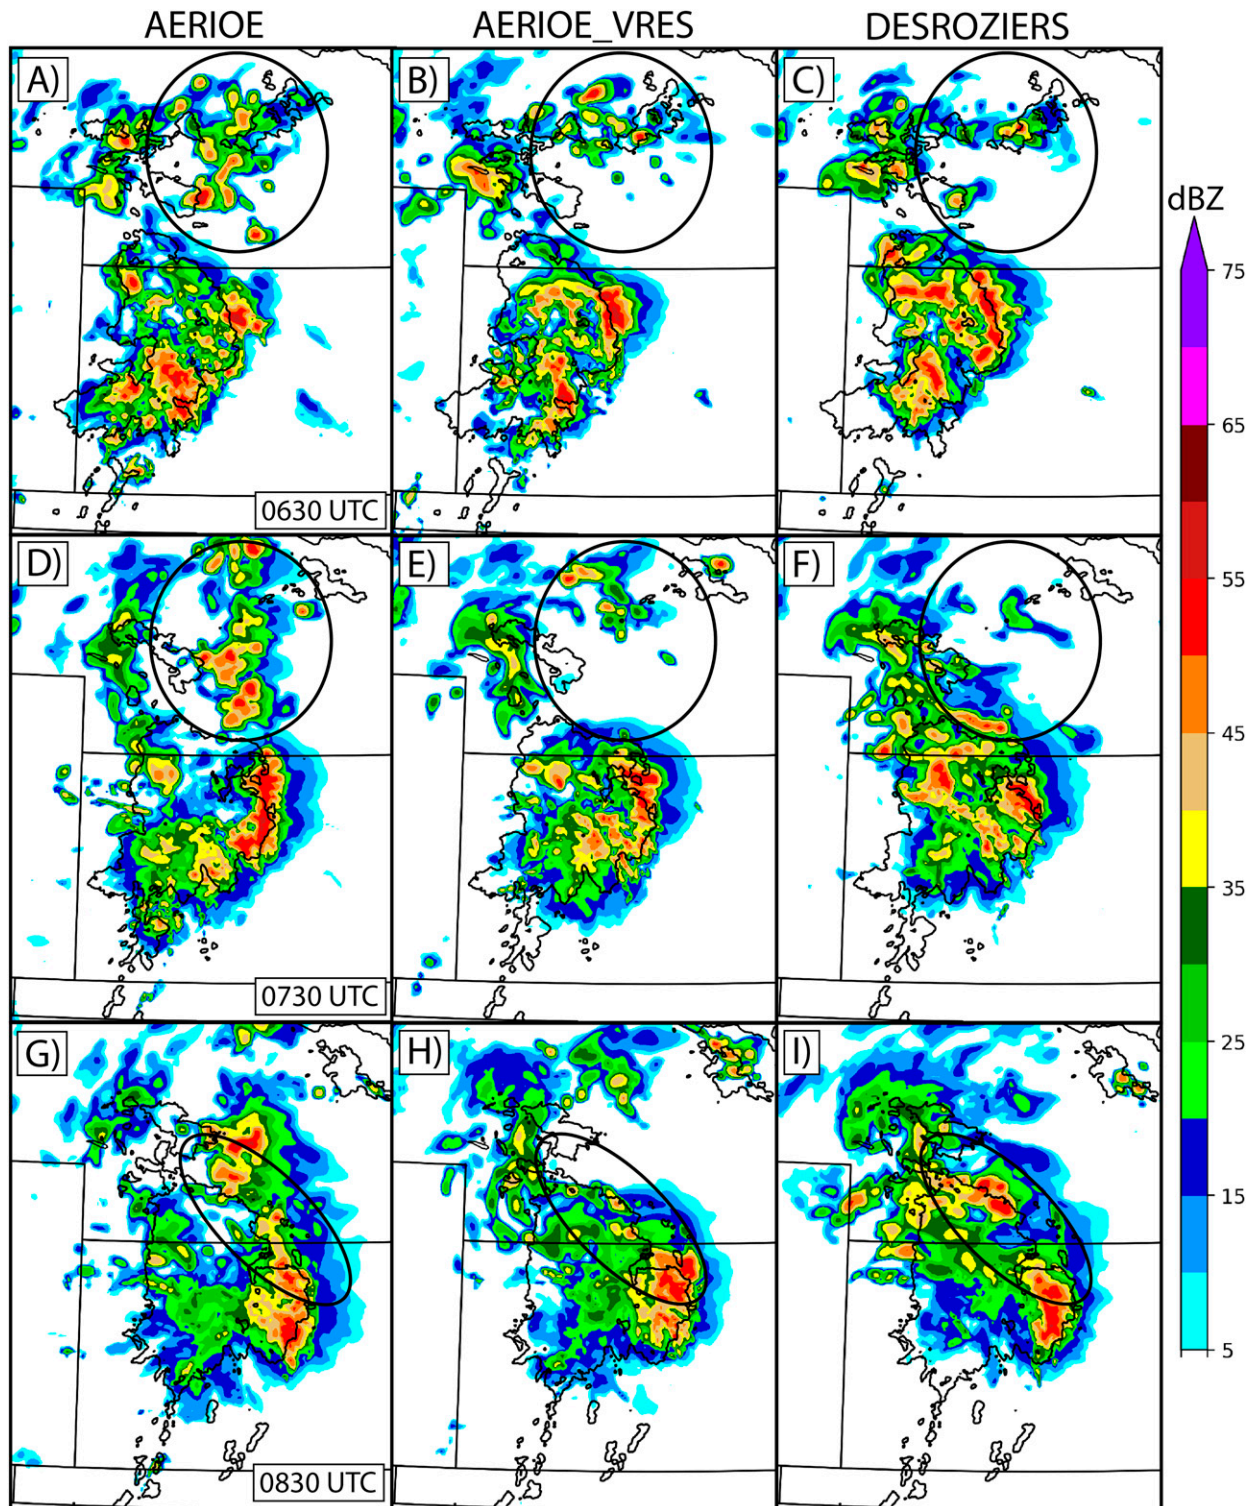 AERIOE AERIOE_VRES DESROZIERS
A) B) C)
dBZ
75
65
55
45
35
25
15
5
0630 UTC
D) E) F)
0730 UTC
G) H) I)
0830 UTC